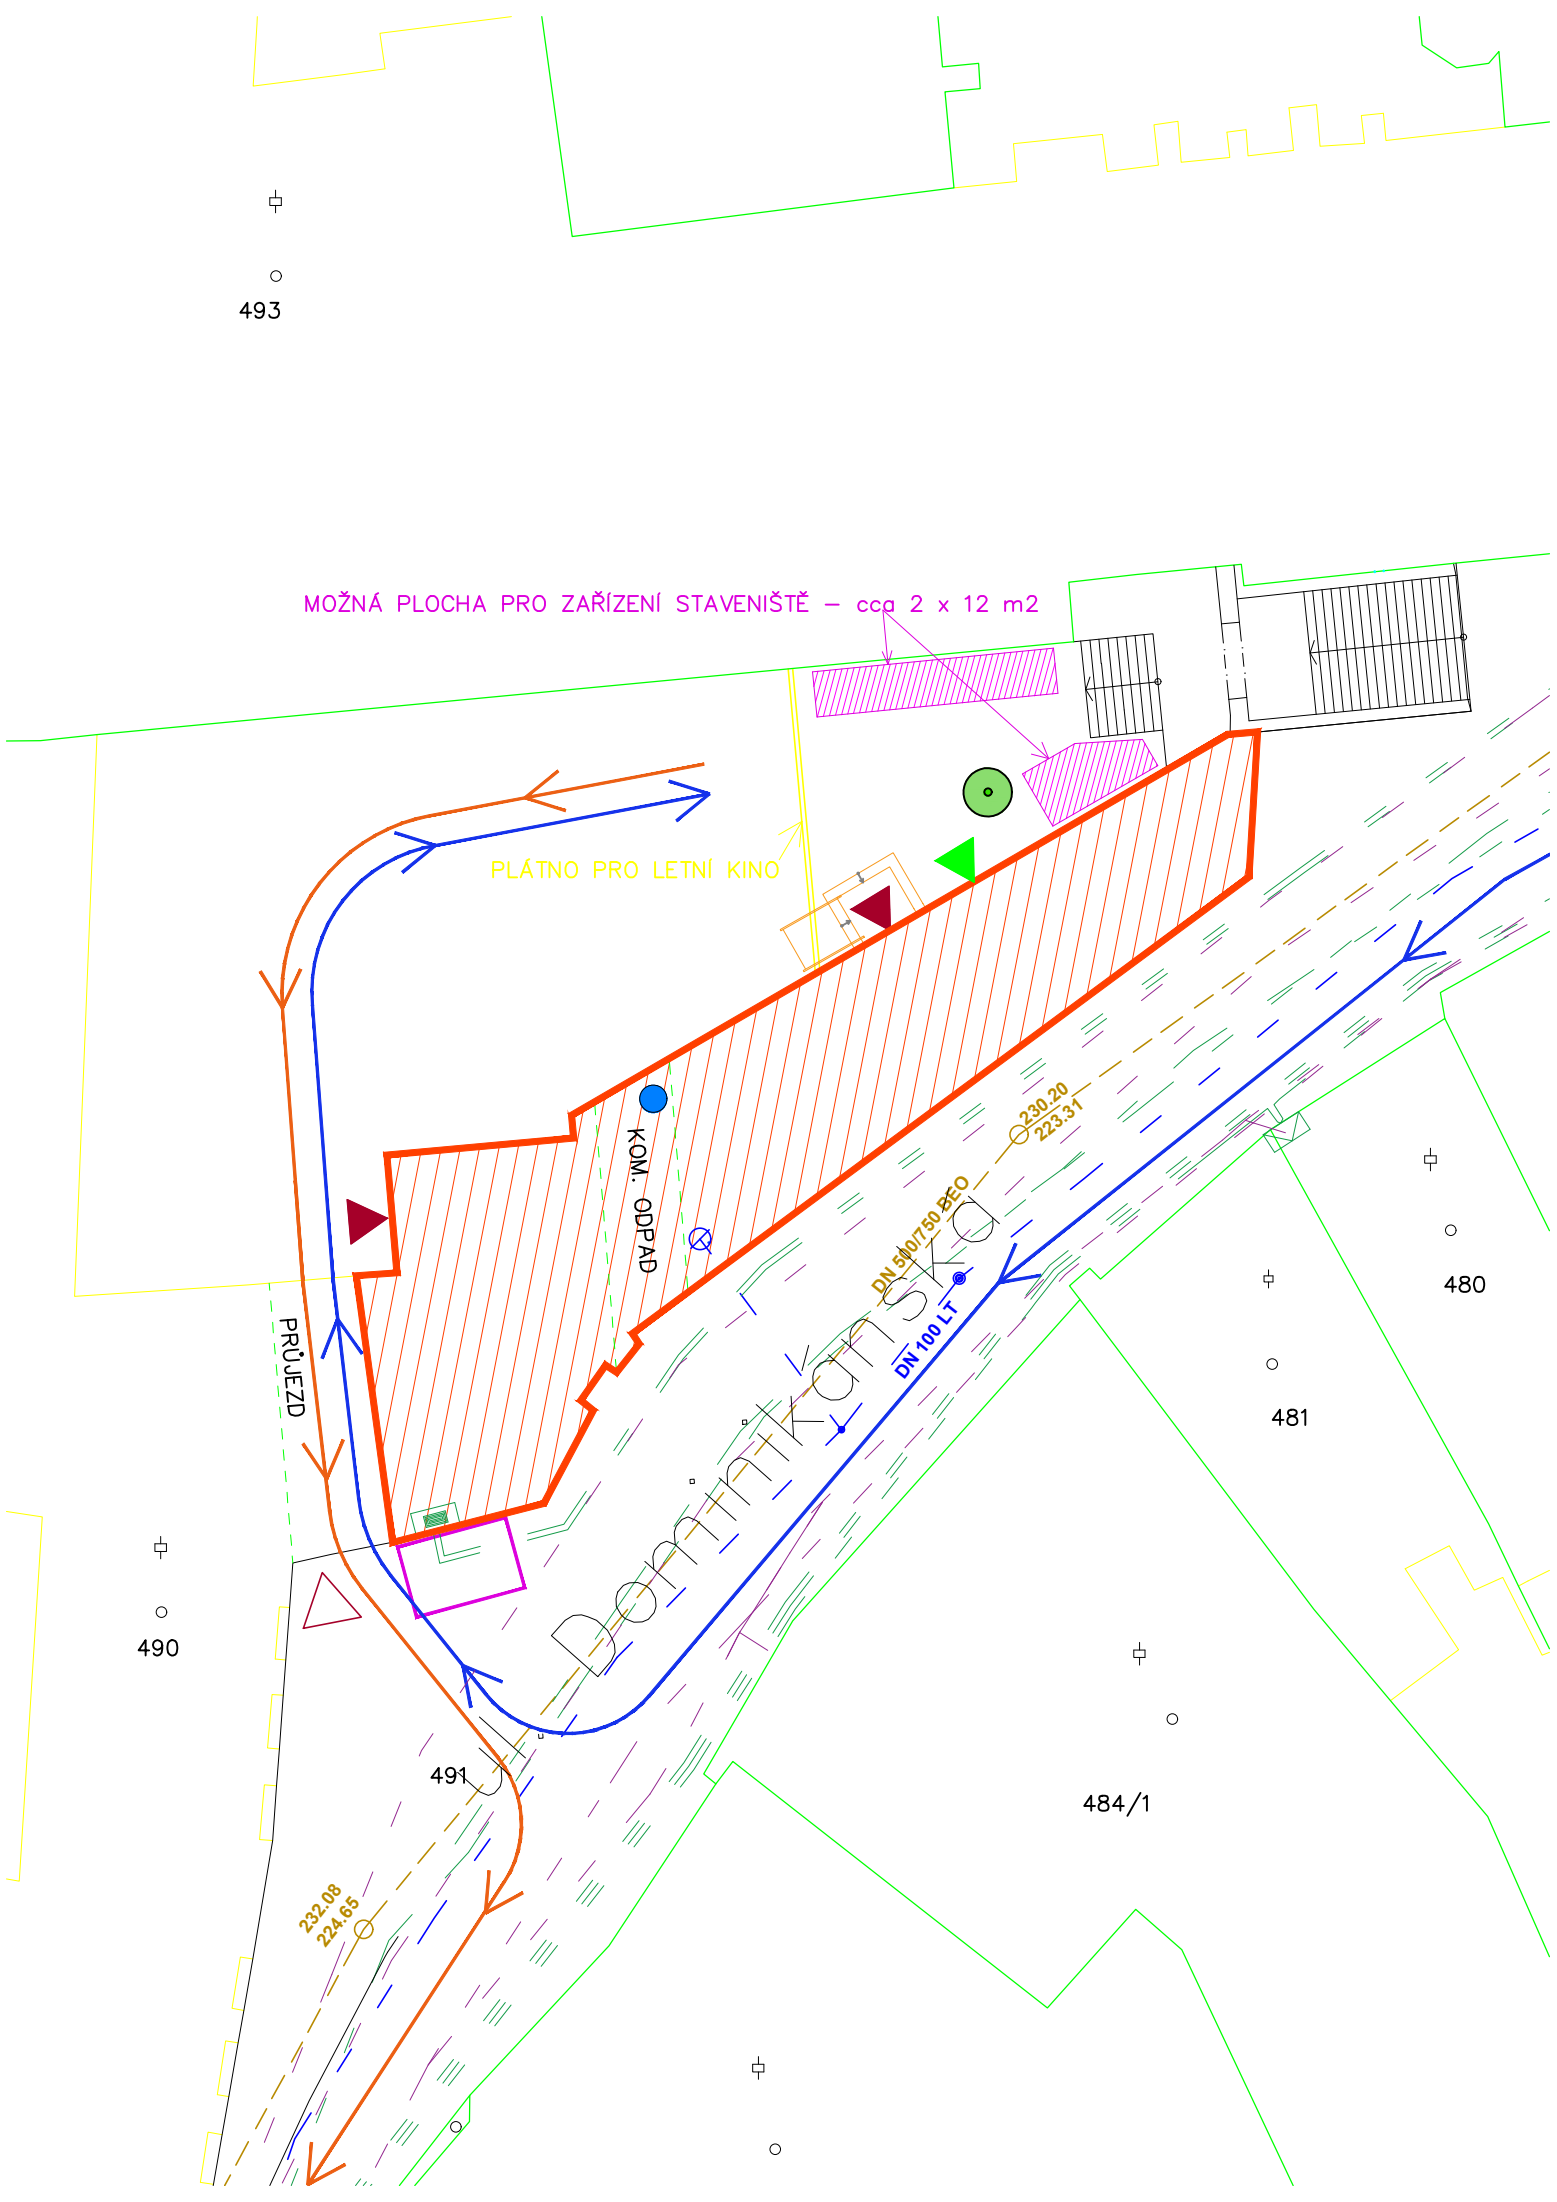 493
MOŽNÁ PLOCHA PRO ZAŘÍZENÍ STAVENIŠTĚ – cca 2 x 12 m2
PLÁTNO PRO LETNÍ KINO
KOM. ODPAD
230.20
223.31
DN 500/750 BEO
DN 100 LT
PRŮJEZD
Ul. Dominikánská
480
481
490
491
484/1
232.08
224.65